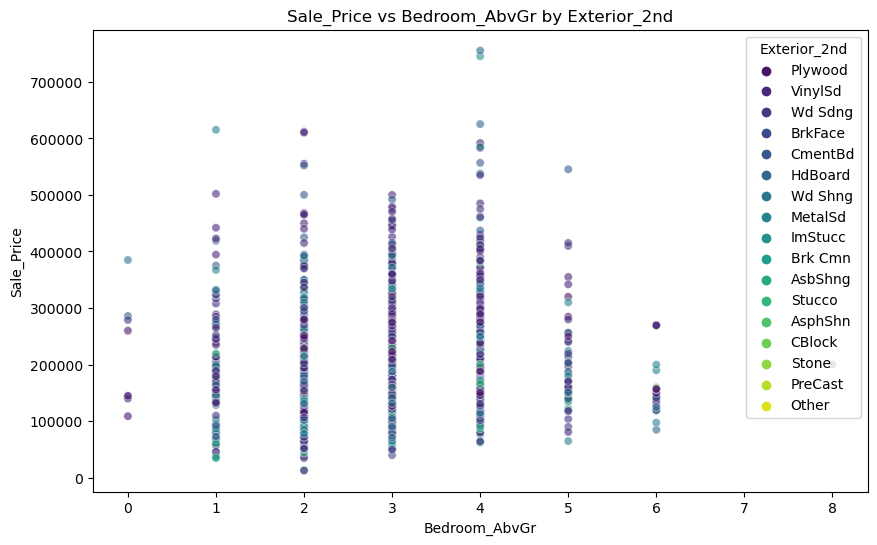 Sale_Price vs Bedroom_AbvGr by Exterior_2nd
Sale_Price
700000
600000
500000
400000
300000
200000
100000
0
0 1 2 3 4 5 6 7 8
Bedroom_AbvGr
Exterior_2nd
Plywood
VinylSd
Wd Sdng
BrkFace
CmentBd
HdBoard
Wd Shng
MetalSd
ImStucc
Brk Cmn
AsbShng
Stucco
AsphShn
CBlock
Stone
PreCast
Other